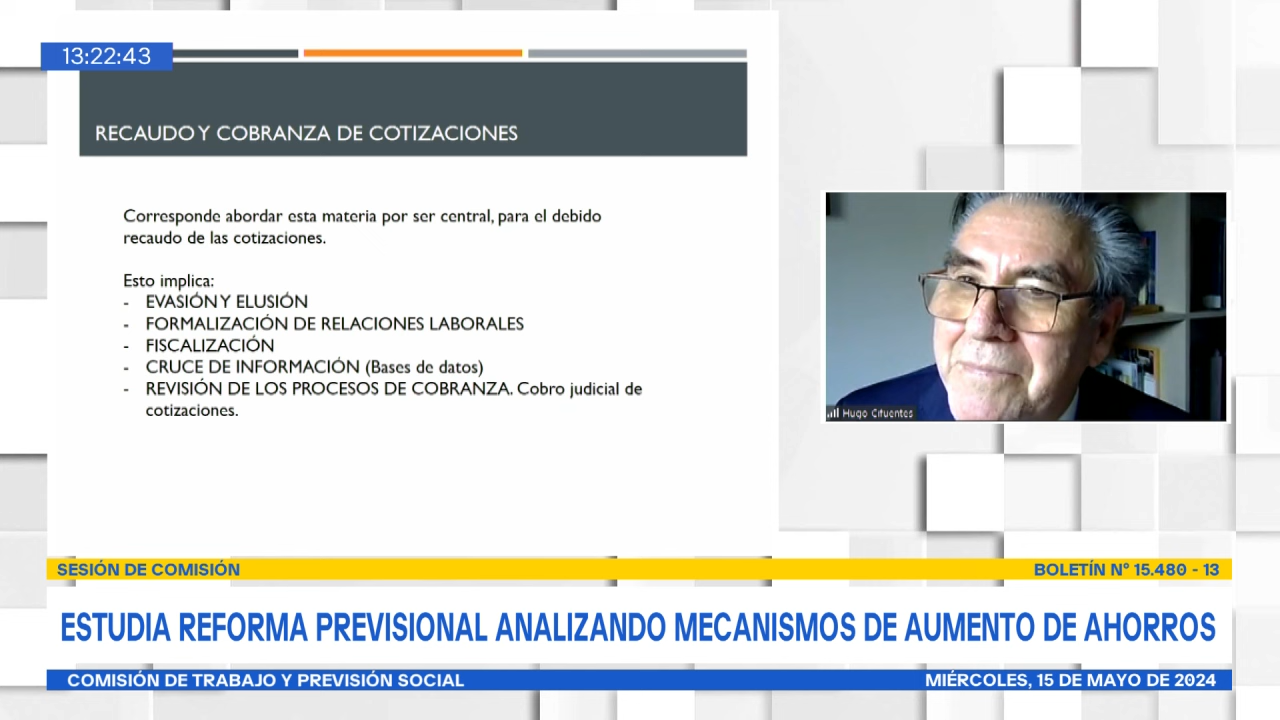 13:22:43
RECAUDO Y COBRANZA DE COTIZACIONES
Corresponde abordar esta materia por ser central, para el debido
recaudo de las cotizaciones.
Esto implica:
- EVASIÓN Y ELUSIÓN
- FORMALIZACIÓN DE RELACIONES LABORALES
- FISCALIZACIÓN
- CRUCE DE INFORMACIÓN (Bases de datos)
- REVISIÓN DE LOS PROCESOS DE COBRANZA. Cobro judicial de
cotizaciones.
Hugo Cifuentes
SESIÓN DE COMISIÓN
BOLETÍN N° 15.480 - 13
ESTUDIA REFORMA PREVISIONAL ANALIZANDO MECANISMOS DE AUMENTO DE AHORROS
COMISIÓN DE TRABAJO Y PREVISIÓN SOCIAL
MIÉRCOLES, 15 DE MAYO DE 2024